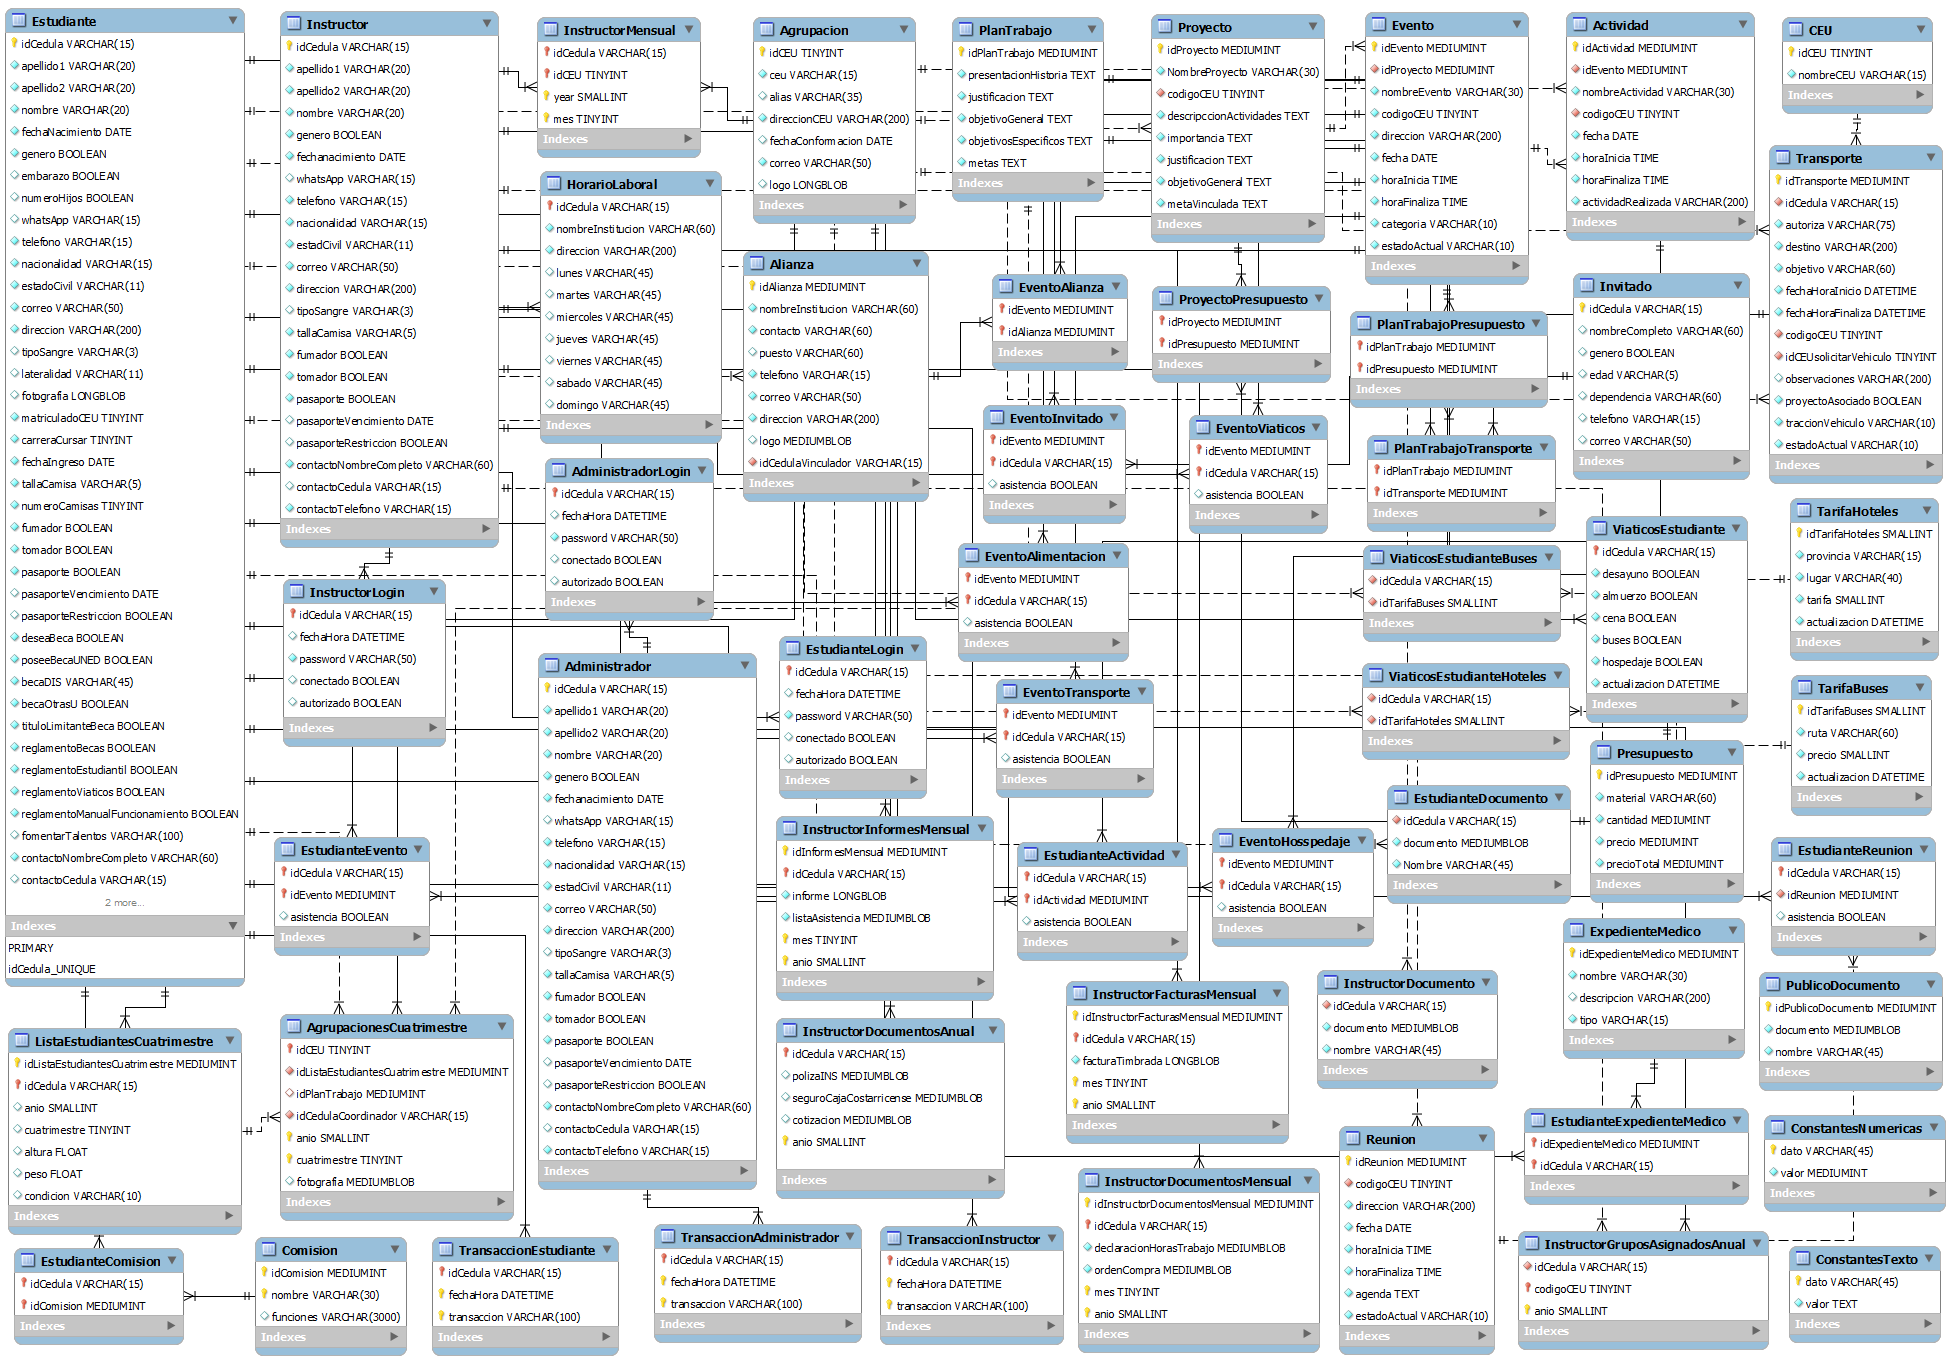 Estudiante
idCedula VARCHAR(15)
apellido1 VARCHAR(20)
apellido2 VARCHAR(20)
nombre VARCHAR(20)
fechaNacimiento DATE
genero BOOLEAN
embarazo BOOLEAN
numeroHijos BOOLEAN
whatsApp VARCHAR(15)
telefono VARCHAR(15)
nacionalidad VARCHAR(15)
estadoCivil VARCHAR(11)
correo VARCHAR(50)
direccion VARCHAR(200)
tipoSangre VARCHAR(3)
lateralidad VARCHAR(11)
fotografia LONGBLOB
matriculadoCEU TINYINT
carreraCursar TINYINT
fechaIngreso DATE
tallaCamisa VARCHAR(5)
numeroCamisas TINYINT
fumador BOOLEAN
tomador BOOLEAN
pasaporte BOOLEAN
pasaporteVencimiento DATE
pasaporteRestriccion BOOLEAN
deseaBeca BOOLEAN
poseeBecaUNED BOOLEAN
becaDIS VARCHAR(45)
becaOtrasU BOOLEAN
tituloLimitanteBeca BOOLEAN
reglamentoBecas BOOLEAN
reglamentoEstudiantil BOOLEAN
reglamentoViaticos BOOLEAN
reglamentoManualFuncionamiento BOOLEAN
fomentarTalentos VARCHAR(100)
contactoNombreCompleto VARCHAR(60)
contactoCedula VARCHAR(15)
2 more...
Indexes
PRIMARY
idCedula_UNIQUE
Instructor
idCedula VARCHAR(15)
apellido1 VARCHAR(20)
apellido2 VARCHAR(20)
nombre VARCHAR(20)
genero BOOLEAN
fechanacimiento DATE
whatsApp VARCHAR(15)
telefono VARCHAR(15)
nacionalidad VARCHAR(15)
estadCivil VARCHAR(11)
correo VARCHAR(50)
direccion VARCHAR(200)
tipoSangre VARCHAR(3)
tallaCamisa VARCHAR(5)
fumador BOOLEAN
tomador BOOLEAN
pasaporte BOOLEAN
pasaporteVencimiento DATE
pasaporteRestriccion BOOLEAN
contactoNombreCompleto VARCHAR(60)
contactoCedula VARCHAR(15)
contactoTelefono VARCHAR(15)
Indexes
InstructorMensual
idCedula VARCHAR(15)
idCEU TINYINT
year SMALLINT
mes TINYINT
Indexes
Agrupacion
idCEU TINYINT
ceu VARCHAR(15)
alias VARCHAR(35)
direccionCEU VARCHAR(200)
fechaConformacion DATE
correo VARCHAR(50)
logo LONGBLOB
Indexes
PlanTrabajo
idPlanTrabajo MEDIUMINT
presentacionHistoria TEXT
justificacion TEXT
objetivoGeneral TEXT
objetivosEspecificos TEXT
metas TEXT
Indexes
Proyecto
idProyecto MEDIUMINT
NombreProyecto VARCHAR(30)
codigoCEU TINYINT
descripccionActividades TEXT
importancia TEXT
justificacion TEXT
objetivoGeneral TEXT
metaVinculada TEXT
Indexes
Evento
idEvento MEDIUMINT
idProyecto MEDIUMINT
nombreEvento VARCHAR(30)
codigoCEU TINYINT
direccion VARCHAR(200)
fecha DATE
horaInicia TIME
horaFinaliza TIME
categoria VARCHAR(10)
estadoActual VARCHAR(10)
Indexes
Actividad
idActividad MEDIUMINT
idEvento MEDIUMINT
nombreActividad VARCHAR(30)
codigoCEU TINYINT
fecha DATE
horaInicia TIME
horaFinaliza TIME
actividadRealizada VARCHAR(200)
Indexes
CEU
idCEU TINYINT
nombreCEU VARCHAR(15)
Indexes
Transporte
idTransporte MEDIUMINT
idCedula VARCHAR(15)
autoriza VARCHAR(75)
destino VARCHAR(200)
objetivo VARCHAR(60)
fechaHoraInicio DATETIME
fechaHoraFinaliza DATETIME
codigoCEU TINYINT
idCEUsolicitarVehiculo TINYINT
observaciones VARCHAR(200)
proyectoAsociado BOOLEAN
traccionVehiculo VARCHAR(10)
estadoActual VARCHAR(10)
Indexes
HorarioLaboral
idCedula VARCHAR(15)
nombreInstitucion VARCHAR(60)
direccion VARCHAR(200)
lunes VARCHAR(45)
martes VARCHAR(45)
miercoles VARCHAR(45)
jueves VARCHAR(45)
viernes VARCHAR(45)
sabado VARCHAR(45)
domingo VARCHAR(45)
Indexes
Alianza
idAlianza MEDIUMINT
nombreInstitucion VARCHAR(60)
contacto VARCHAR(60)
puesto VARCHAR(60)
telefono VARCHAR(15)
correo VARCHAR(50)
direccion VARCHAR(200)
logo MEDIUMBLOB
idCedulaVinculador VARCHAR(15)
Indexes
EventoAlianza
idEvento MEDIUMINT
idAlianza MEDIUMINT
Indexes
ProyectoPresupuesto
idProyecto MEDIUMINT
idPresupuesto MEDIUMINT
Indexes
PlanTrabajoPresupuesto
idPlanTrabajo MEDIUMINT
idPresupuesto MEDIUMINT
Indexes
Invitado
idCedula VARCHAR(15)
nombreCompleto VARCHAR(60)
genero BOOLEAN
edad VARCHAR(5)
dependencia VARCHAR(60)
telefono VARCHAR(15)
correo VARCHAR(50)
Indexes
EventoInvitado
idEvento MEDIUMINT
idCedula VARCHAR(15)
asistencia BOOLEAN
Indexes
EventoViaticos
idEvento MEDIUMINT
idCedula VARCHAR(15)
asistencia BOOLEAN
Indexes
PlanTrabajoTransporte
idPlanTrabajo MEDIUMINT
idTransporte MEDIUMINT
Indexes
AdministradorLogin
idCedula VARCHAR(15)
fechaHora DATETIME
password VARCHAR(50)
conectado BOOLEAN
autorizado BOOLEAN
Indexes
EventoAlimentacion
idEvento MEDIUMINT
idCedula VARCHAR(15)
asistencia BOOLEAN
Indexes
ViaticosEstudianteBuses
idCedula VARCHAR(15)
idTarifaBuses SMALLINT
Indexes
ViaticosEstudiante
idCedula VARCHAR(15)
desayuno BOOLEAN
almuerzo BOOLEAN
cena BOOLEAN
buses BOOLEAN
hospedaje BOOLEAN
actualizacion DATETIME
Indexes
TarifaHoteles
idTarifaHoteles SMALLINT
provincia VARCHAR(15)
lugar VARCHAR(40)
tarifa SMALLINT
actualizacion DATETIME
Indexes
InstructorLogin
idCedula VARCHAR(15)
fechaHora DATETIME
password VARCHAR(50)
conectado BOOLEAN
autorizado BOOLEAN
Indexes
Administrador
idCedula VARCHAR(15)
apellido1 VARCHAR(20)
apellido2 VARCHAR(20)
nombre VARCHAR(20)
genero BOOLEAN
fechanacimiento DATE
whatsApp VARCHAR(15)
telefono VARCHAR(15)
nacionalidad VARCHAR(15)
estadCivil VARCHAR(11)
correo VARCHAR(50)
direccion VARCHAR(200)
tipoSangre VARCHAR(3)
tallaCamisa VARCHAR(5)
fumador BOOLEAN
tomador BOOLEAN
pasaporte BOOLEAN
pasaporteVencimiento DATE
pasaporteRestriccion BOOLEAN
contactoNombreCompleto VARCHAR(60)
contactoCedula VARCHAR(15)
contactoTelefono VARCHAR(15)
Indexes
EstudianteLogin
idCedula VARCHAR(15)
fechaHora DATETIME
password VARCHAR(50)
conectado BOOLEAN
autorizado BOOLEAN
Indexes
EventoTransporte
idEvento MEDIUMINT
idCedula VARCHAR(15)
asistencia BOOLEAN
Indexes
ViaticosEstudianteHoteles
idCedula VARCHAR(15)
idTarifaHoteles SMALLINT
Indexes
TarifaBuses
idTarifaBuses SMALLINT
ruta VARCHAR(60)
precio SMALLINT
actualizacion DATETIME
Indexes
Presupuesto
idPresupuesto MEDIUMINT
material VARCHAR(60)
cantidad MEDIUMINT
precio MEDIUMINT
precioTotal MEDIUMINT
Indexes
EstudianteDocumento
idCedula VARCHAR(15)
documento MEDIUMBLOB
Nombre VARCHAR(45)
Indexes
InstructorInformesMensual
idInformesMensual MEDIUMINT
idCedula VARCHAR(15)
informe LONGBLOB
listaAsistencia MEDIUMBLOB
mes TINYINT
anio SMALLINT
Indexes
EstudianteActividad
idCedula VARCHAR(15)
idActividad MEDIUMINT
asistencia BOOLEAN
Indexes
EventoHosspedaje
idEvento MEDIUMINT
idCedula VARCHAR(15)
asistencia BOOLEAN
Indexes
EstudianteReunion
idCedula VARCHAR(15)
idReunion MEDIUMINT
asistencia BOOLEAN
Indexes
EstudianteEvento
idCedula VARCHAR(15)
idEvento MEDIUMINT
asistencia BOOLEAN
Indexes
ExpedienteMedico
idExpedienteMedico MEDIUMINT
nombre VARCHAR(30)
descripcion VARCHAR(200)
tipo VARCHAR(15)
Indexes
PublicoDocumento
idPublicoDocumento MEDIUMINT
documento MEDIUMBLOB
nombre VARCHAR(45)
Indexes
InstructorDocumento
idCedula VARCHAR(15)
documento MEDIUMBLOB
nombre VARCHAR(45)
Indexes
InstructorFacturasMensual
idInstructorFacturasMensual MEDIUMINT
idCedula VARCHAR(15)
facturaTimbrada LONGBLOB
mes TINYINT
anio SMALLINT
Indexes
InstructorDocumentosAnual
idCedula VARCHAR(15)
polizaINS MEDIUMBLOB
seguroCajaCostarricense MEDIUMBLOB
cotizacion MEDIUMBLOB
anio SMALLINT
Indexes
ListaEstudiantesCuatrimestre
idListaEstudiantesCuatrimestre MEDIUMINT
idCedula VARCHAR(15)
anio SMALLINT
cuatrimestre TINYINT
altura FLOAT
peso FLOAT
condicion VARCHAR(10)
Indexes
AgrupacionesCuatrimestre
idCEU TINYINT
idListaEstudiantesCuatrimestre MEDIUMINT
idPlanTrabajo MEDIUMINT
idCedulaCoordinador VARCHAR(15)
anio SMALLINT
cuatrimestre TINYINT
fotografia MEDIUMBLOB
Indexes
EstudianteExpedienteMedico
idExpedienteMedico MEDIUMINT
idCedula VARCHAR(15)
Indexes
ConstantesNumericas
dato VARCHAR(45)
valor MEDIUMINT
Indexes
Reunion
idReunion MEDIUMINT
codigoCEU TINYINT
direccion VARCHAR(200)
fecha DATE
horaInicia TIME
horaFinaliza TIME
agenda TEXT
estadoActual VARCHAR(10)
Indexes
InstructorDocumentosMensual
idInstructorDocumentosMensual MEDIUMINT
idCedula VARCHAR(15)
declaracionHorasTrabajo MEDIUMBLOB
ordenCompra MEDIUMBLOB
mes TINYINT
anio SMALLINT
Indexes
EstudianteComision
idCedula VARCHAR(15)
idComision MEDIUMINT
Indexes
Comision
idComision MEDIUMINT
nombre VARCHAR(30)
funciones VARCHAR(3000)
Indexes
TransaccionEstudiante
idCedula VARCHAR(15)
fechaHora DATETIME
transaccion VARCHAR(100)
Indexes
TransaccionAdministrador
idCedula VARCHAR(15)
fechaHora DATETIME
transaccion VARCHAR(100)
Indexes
TransaccionInstructor
idCedula VARCHAR(15)
fechaHora DATETIME
transaccion VARCHAR(100)
Indexes
InstructorGruposAsignadosAnual
idCedula VARCHAR(15)
codigoCEU TINYINT
anio SMALLINT
Indexes
ConstantesTexto
dato VARCHAR(45)
valor TEXT
Indexes